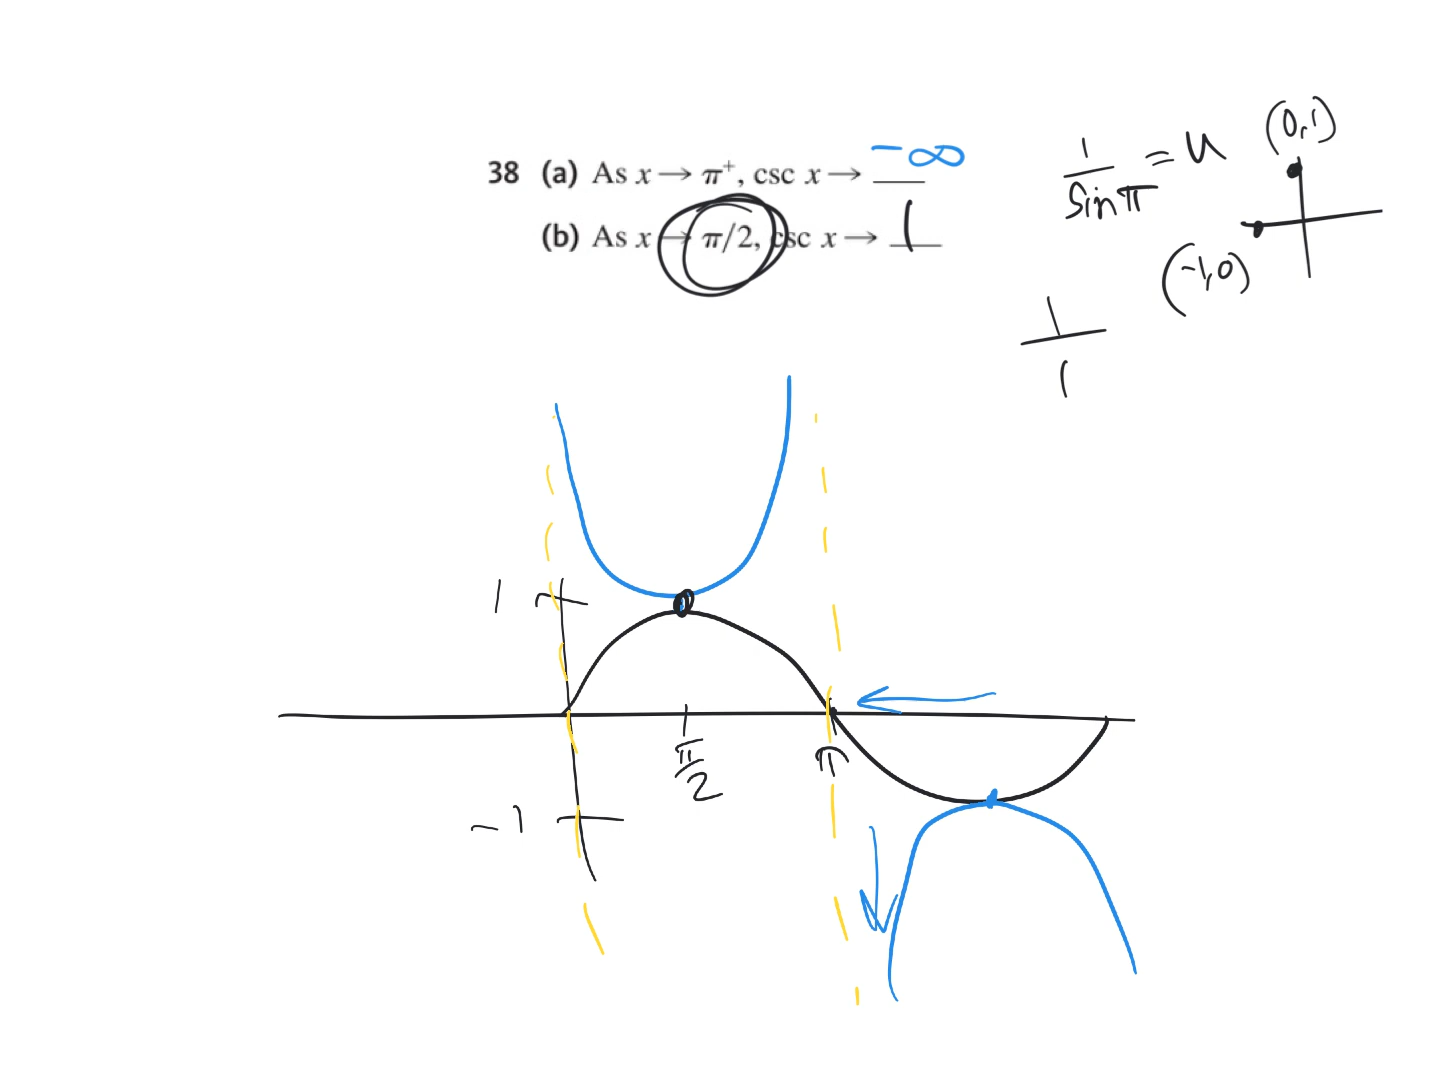 38 (a) As x → π⁺, csc x → -∞
(b) As x → π/2, csc x → 1
1/sin π = u
(0,1)
(-1,0)
1/1
1
π/2
π
-1